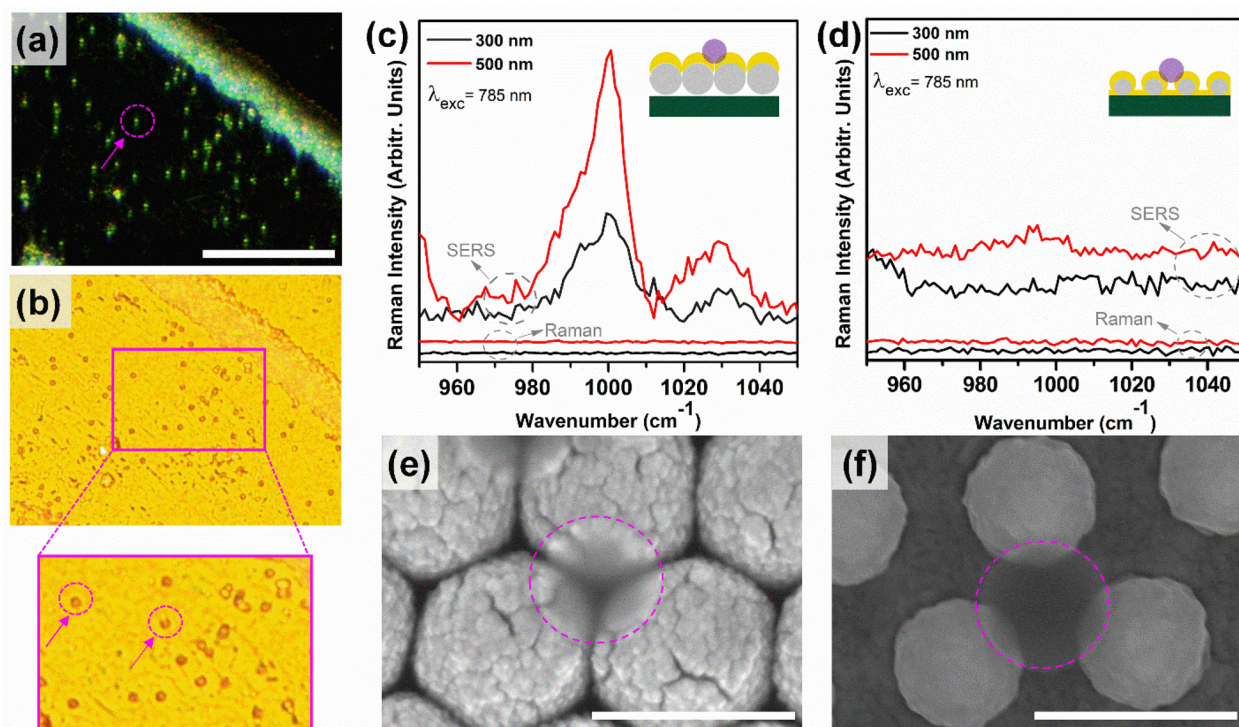 (a)
(b)
(c)
300 nm
500 nm
λexc = 785 nm
SERS
Raman
Raman Intensity (Arbitr. Units)
960 980 1000 1020 1040
Wavenumber (cm-1)
(d)
300 nm
500 nm
λexc = 785 nm
SERS
Raman
Raman Intensity (Arbitr. Units)
960 980 1000 1020 1040
Wavenumber (cm-1)
(e)
(f)